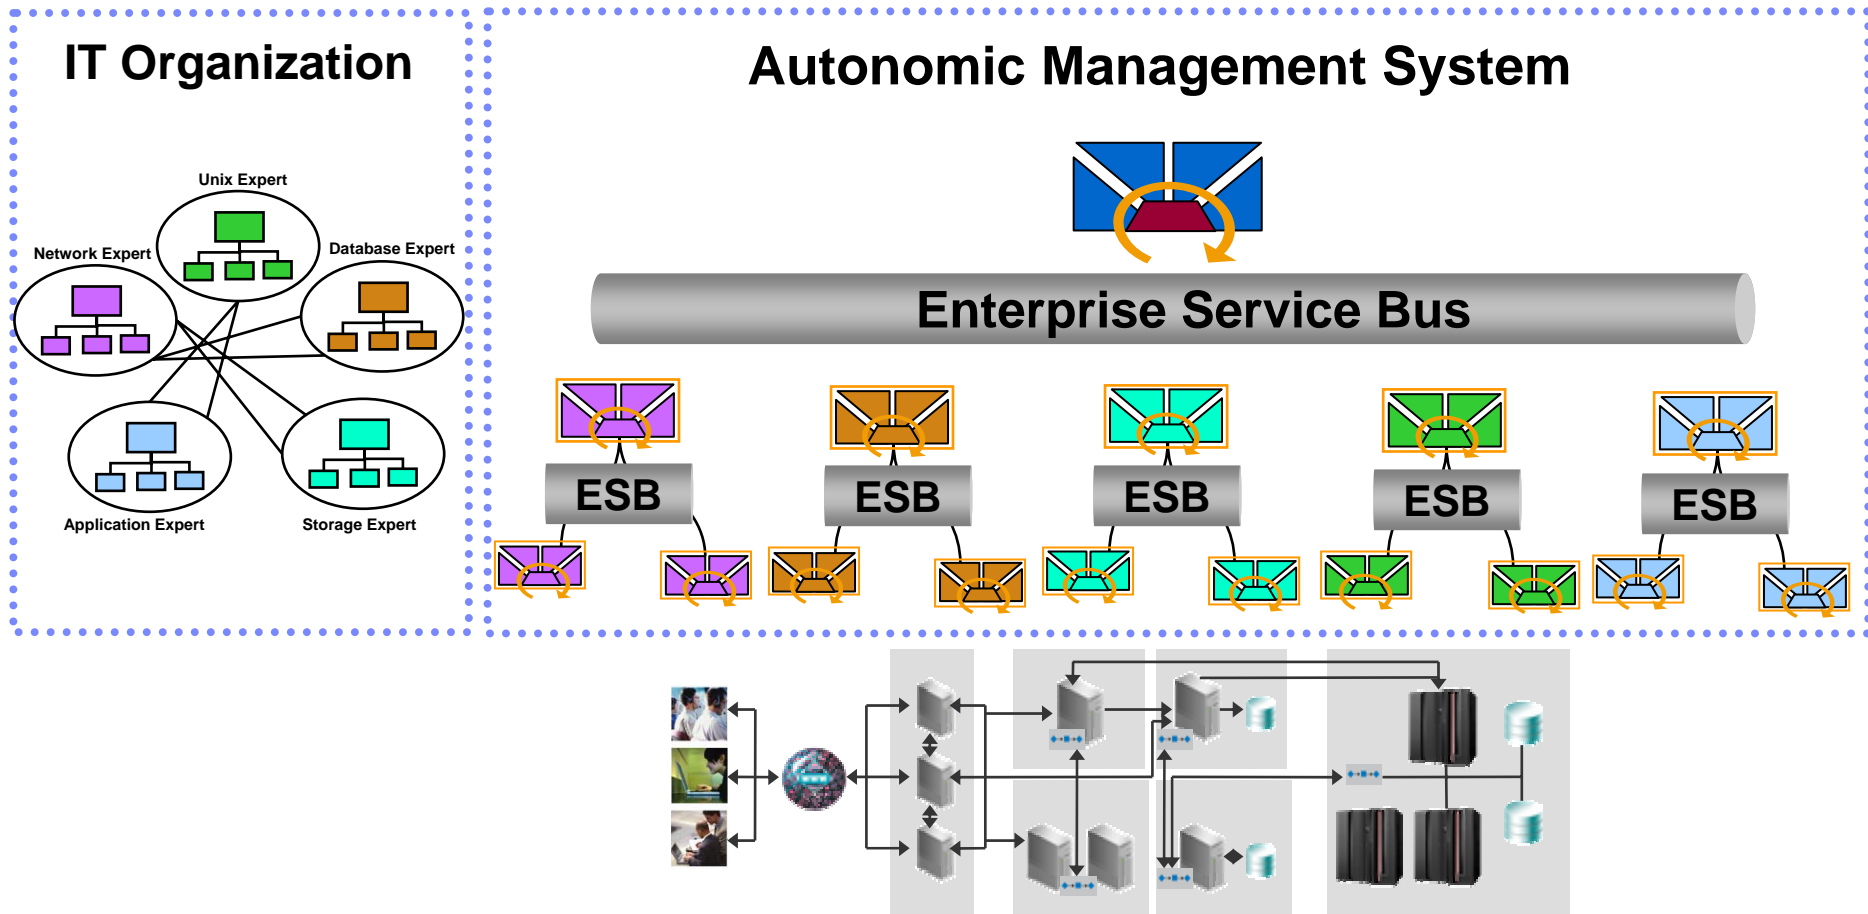 IT Organization
Autonomic Management System
Unix Expert
Network Expert
Database Expert
Application Expert
Storage Expert
Enterprise Service Bus
ESB
ESB
ESB
ESB
ESB